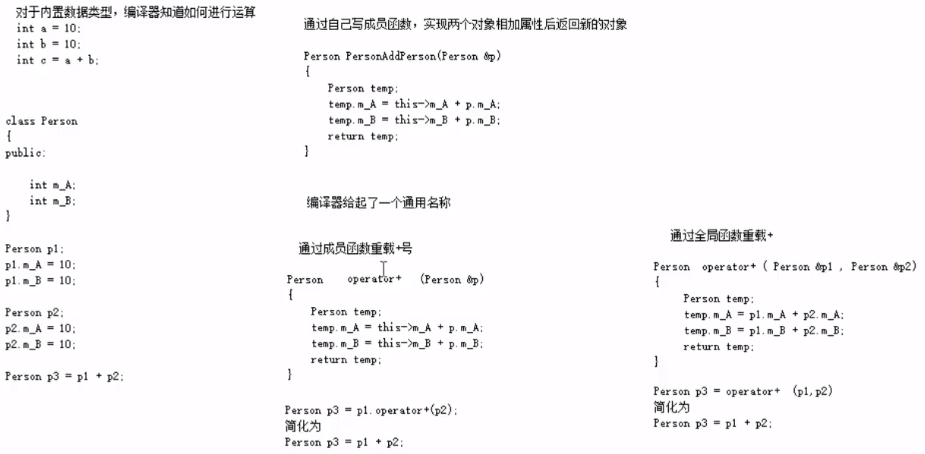 对于内置数据类型，编译器知道如何进行运算
int a = 10;
int b = 10;
int c = a + b;
class Person
{
public:
int m_A;
int m_B;
}
Person p1;
p1.m_A = 10;
p1.m_B = 10;
Person p2;
p2.m_A = 10;
p2.m_B = 10;
Person p3 = p1 + p2;
通过自己写成员函数，实现两个对象相加属性后返回新的对象
Person PersonAddPerson(Person &p)
{
Person temp;
temp.m_A = this->m_A + p.m_A;
temp.m_B = this->m_B + p.m_B;
return temp;
}
编译器给起了一个通用名称
通过成员函数重载+号
Person operator+ (Person &p)
{
Person temp;
temp.m_A = this->m_A + p.m_A;
temp.m_B = this->m_B + p.m_B;
return temp;
}
Person p3 = p1.operator+(p2);
简化为
Person p3 = p1 + p2;
通过全局函数重载+
Person operator+ ( Person &p1 , Person &p2)
{
Person temp;
temp.m_A = p1.m_A + p2.m_A;
temp.m_B = p1.m_B + p2.m_B;
return temp;
}
Person p3 = operator+ (p1,p2)
简化为
Person p3 = p1 + p2;